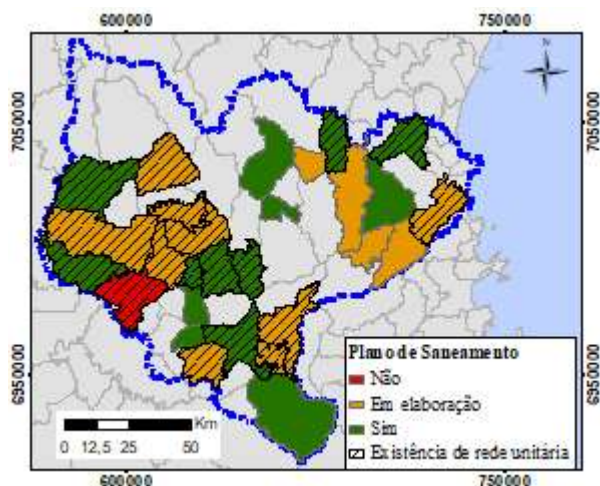 600000 750000
N
7050000 7050000
6950000 6950000
Plano de Saneamento
Não
Em elaboração
Sim
Existência de rede unitária
Km
0 12,5 25 50
600000 750000